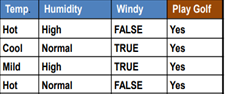 Temp Humidity Windy Play Golf
Hot High FALSE Yes
Cool Normal TRUE Yes
Mild High TRUE Yes
Hot Normal FALSE Yes